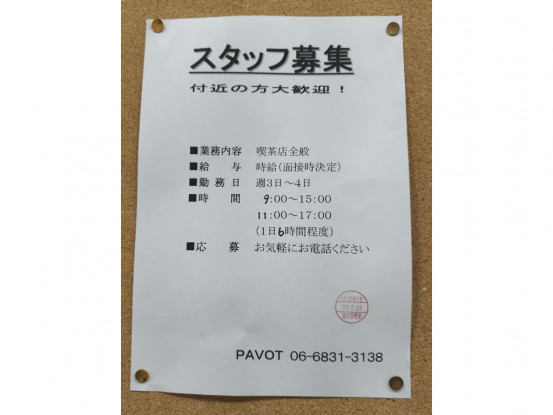 スタッフ募集
付近の方大歓迎！
■業務内容 喫茶店全般
■給 与 時給(面接時決定)
■勤 務 日 週3日～4日
■時 間 9:00～15:00
11:00～17:00
(1日6時間程度)
■応 募 お気軽にお電話ください
PAVOT 06-6831-3138